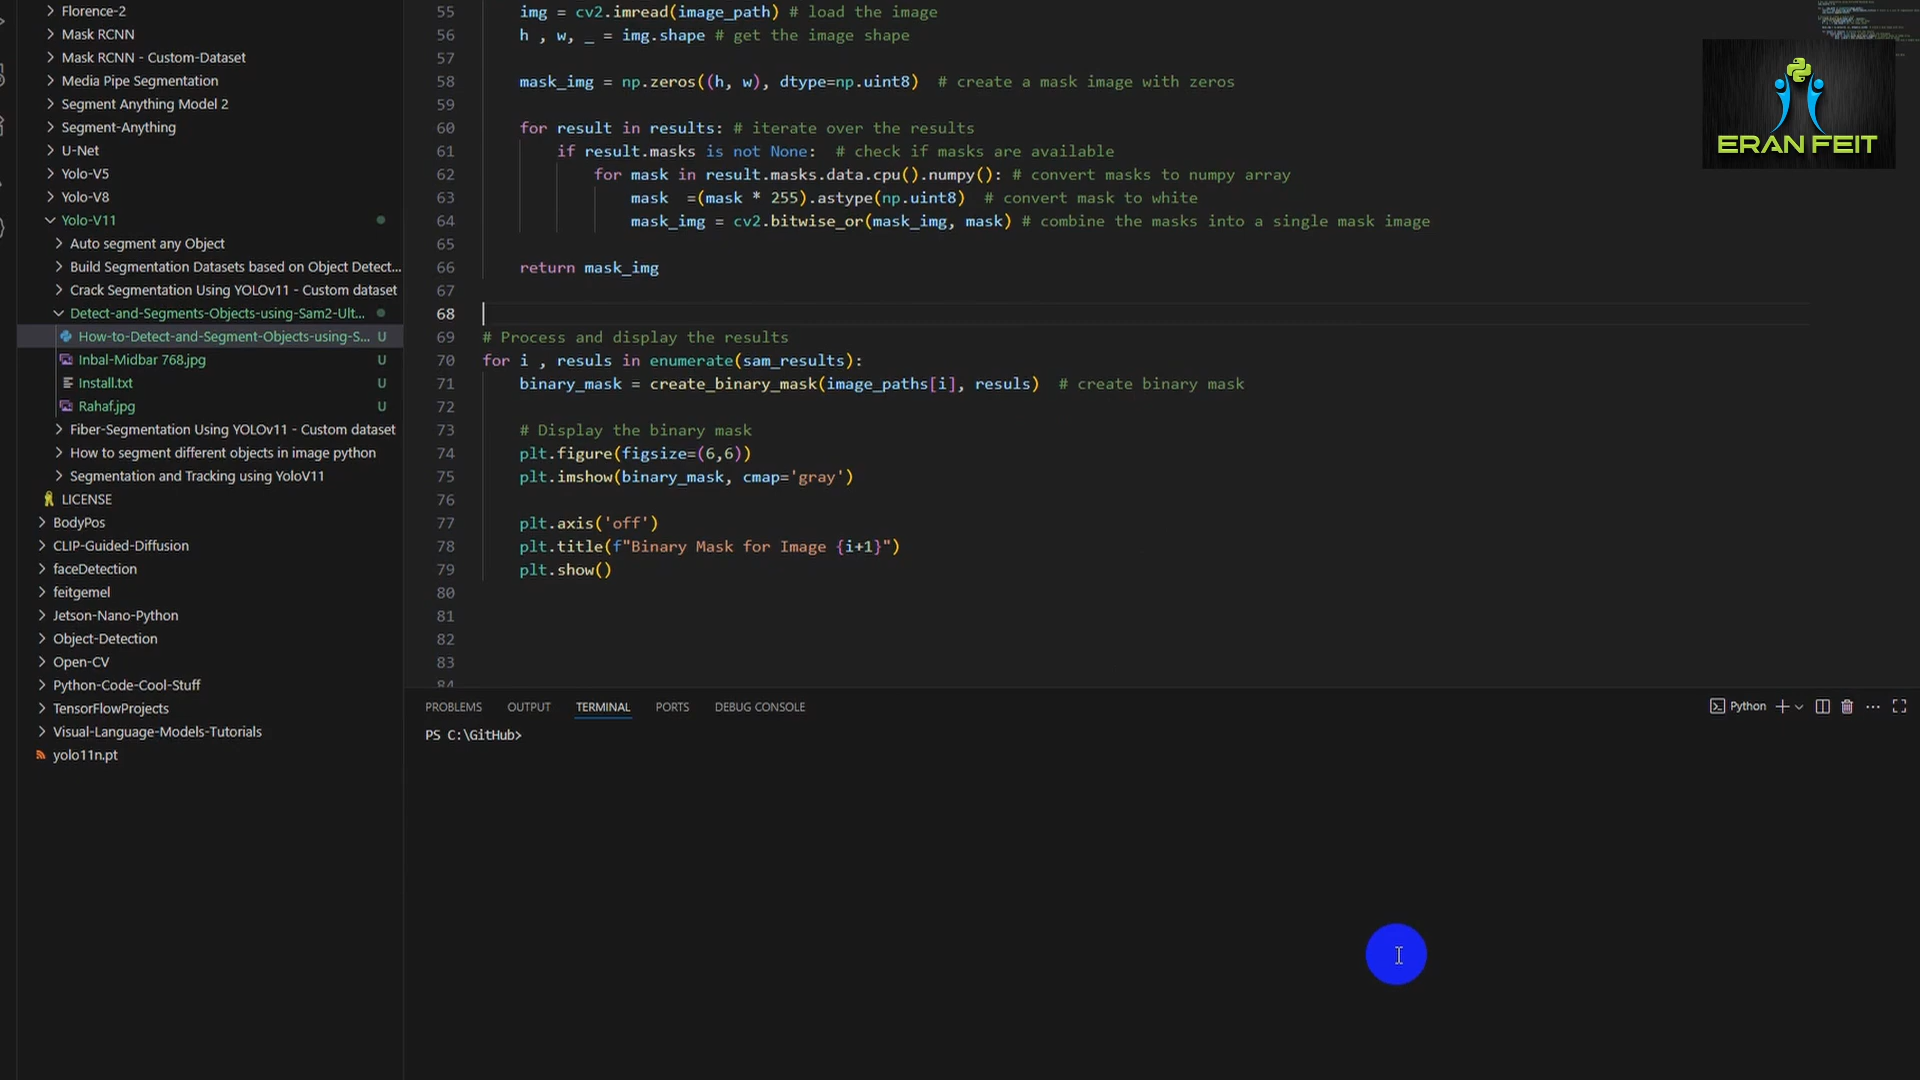 Florence-2
Mask RCNN
Mask RCNN - Custom-Dataset
Media Pipe Segmentation
Segment Anything Model 2
Segment-Anything
U-Net
Yolo-V5
Yolo-V8
Yolo-V11
Auto segment any Object
Build Segmentation Datasets based on Object Detect...
Crack Segmentation Using YOLOv11 - Custom dataset
Detect-and-Segments-Objects-using-Sam2-Ult...
How-to-Detect-and-Segment-Objects-using-S... U
Inbal-Midbar 768.jpg U
Install.txt U
Rahaf.jpg U
Fiber-Segmentation Using YOLOv11 - Custom dataset
How to segment different objects in image python
Segmentation and Tracking using YoloV11
LICENSE
BodyPos
CLIP-Guided-Diffusion
faceDetection
feitgemel
Jetson-Nano-Python
Object-Detection
Open-CV
Python-Code-Cool-Stuff
TensorFlowProjects
Visual-Language-Models-Tutorials
yolo11n.pt
55 img = cv2.imread(image_path) # load the image
56 h , w, _ = img.shape # get the image shape
57
58 mask_img = np.zeros((h, w), dtype=np.uint8)  # create a mask image with zeros
59
60 for result in results: # iterate over the results
61 if result.masks is not None:  # check if masks are available
62 for mask in result.masks.data.cpu().numpy(): # convert masks to numpy array
63 mask  =(mask * 255).astype(np.uint8)  # convert mask to white
64 mask_img = cv2.bitwise_or(mask_img, mask) # combine the masks into a single mask image
65
66 return mask_img
67
68
69 # Process and display the results
70 for i , resuls in enumerate(sam_results):
71 binary_mask = create_binary_mask(image_paths[i], resuls)  # create binary mask
72
73 # Display the binary mask
74 plt.figure(figsize=(6,6))
75 plt.imshow(binary_mask, cmap='gray')
76
77 plt.axis('off')
78 plt.title(f"Binary Mask for Image {i+1}")
79 plt.show()
80
81
82
83
84
ERAN FEIT
PROBLEMS OUTPUT TERMINAL PORTS DEBUG CONSOLE Python
PS C:\GitHub>